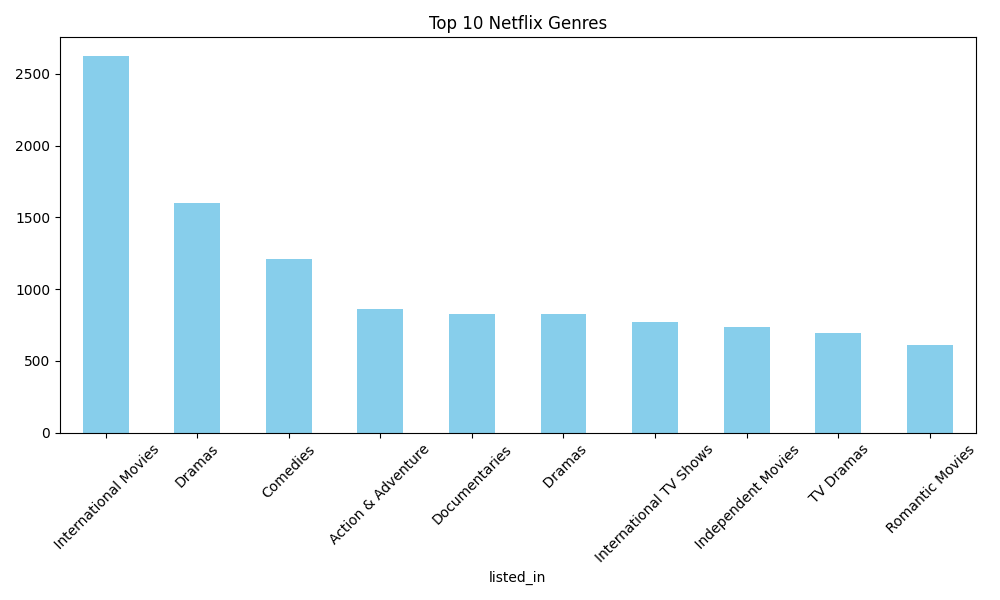 Top 10 Netflix Genres
2500
2000
1500
1000
500
0
International Movies
Dramas
Comedies
Action & Adventure
Documentaries
Dramas
International TV Shows
Independent Movies
TV Dramas
Romantic Movies
listed_in